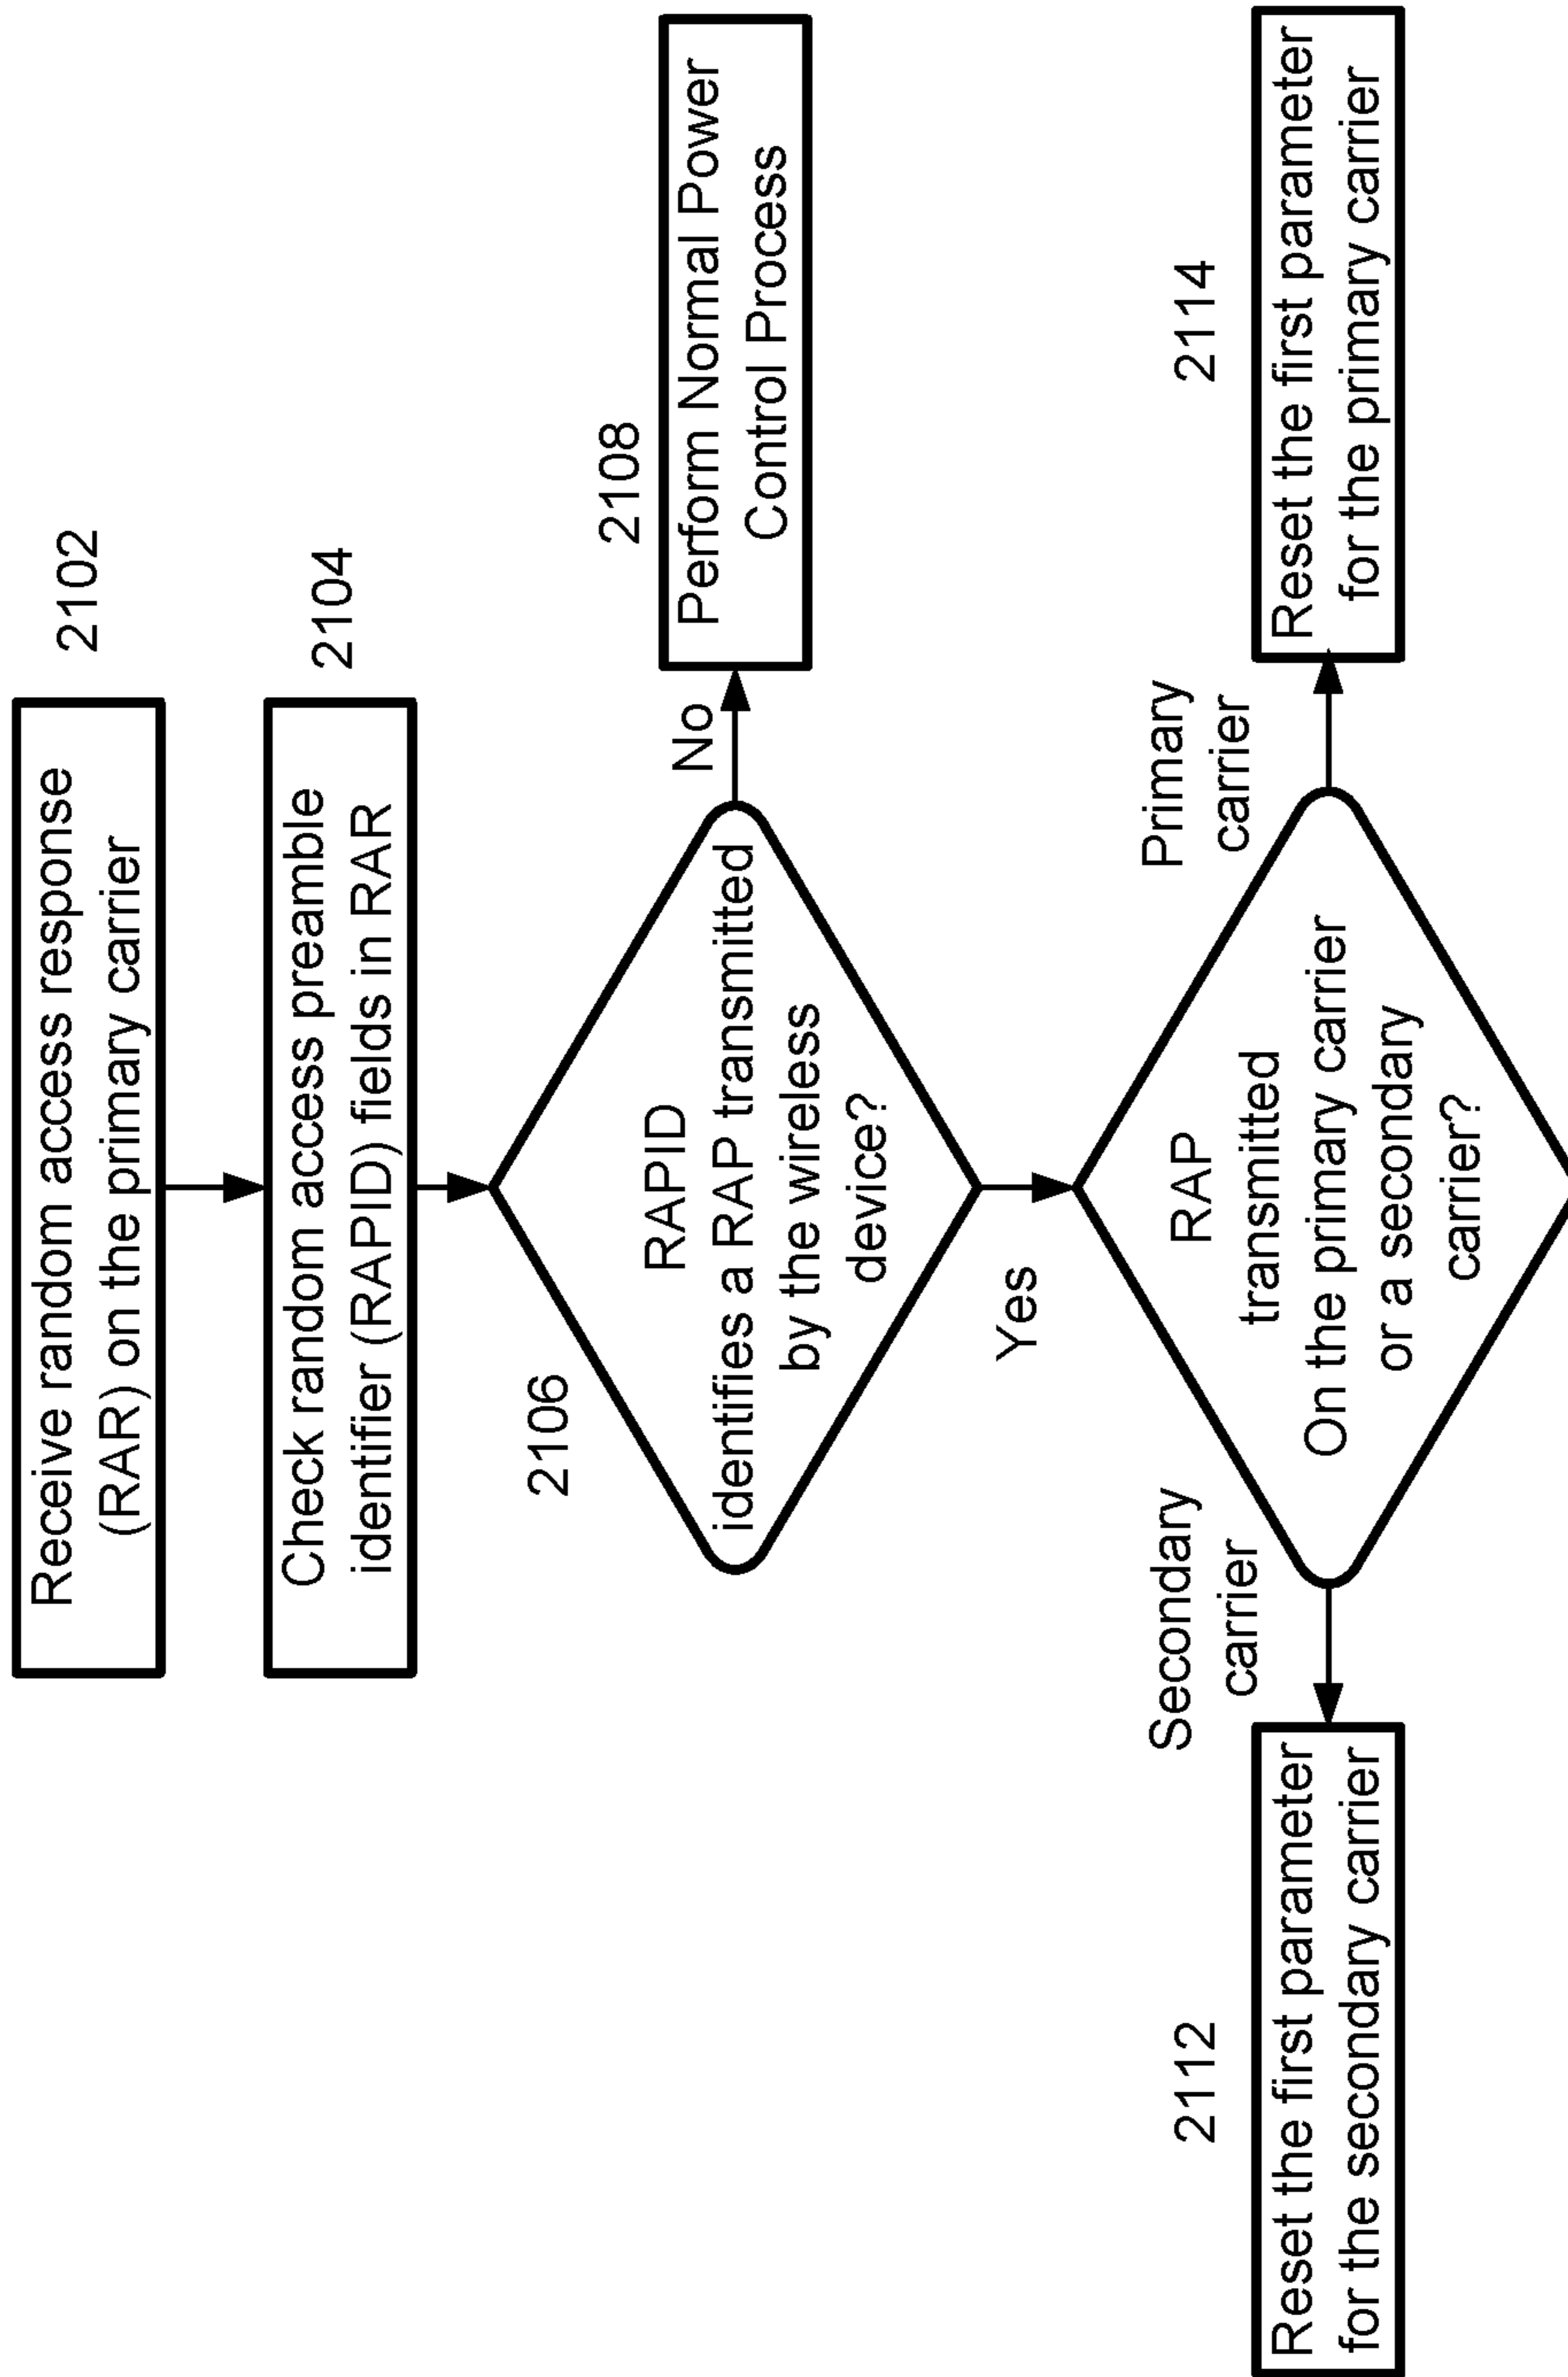 2102
Receive random access response
(RAR) on the primary carrier
2104
Check random access preamble
identifier (RAPID) fields in RAR
2106
RAPID
identifies a RAP transmitted
by the wireless
device?
No
2108
Perform Normal Power
Control Process
Yes
RAP
transmitted
On the primary carrier
or a secondary
carrier?
Secondary
carrier
2112
Reset the first parameter
for the secondary carrier
Primary
carrier
2114
Reset the first parameter
for the primary carrier